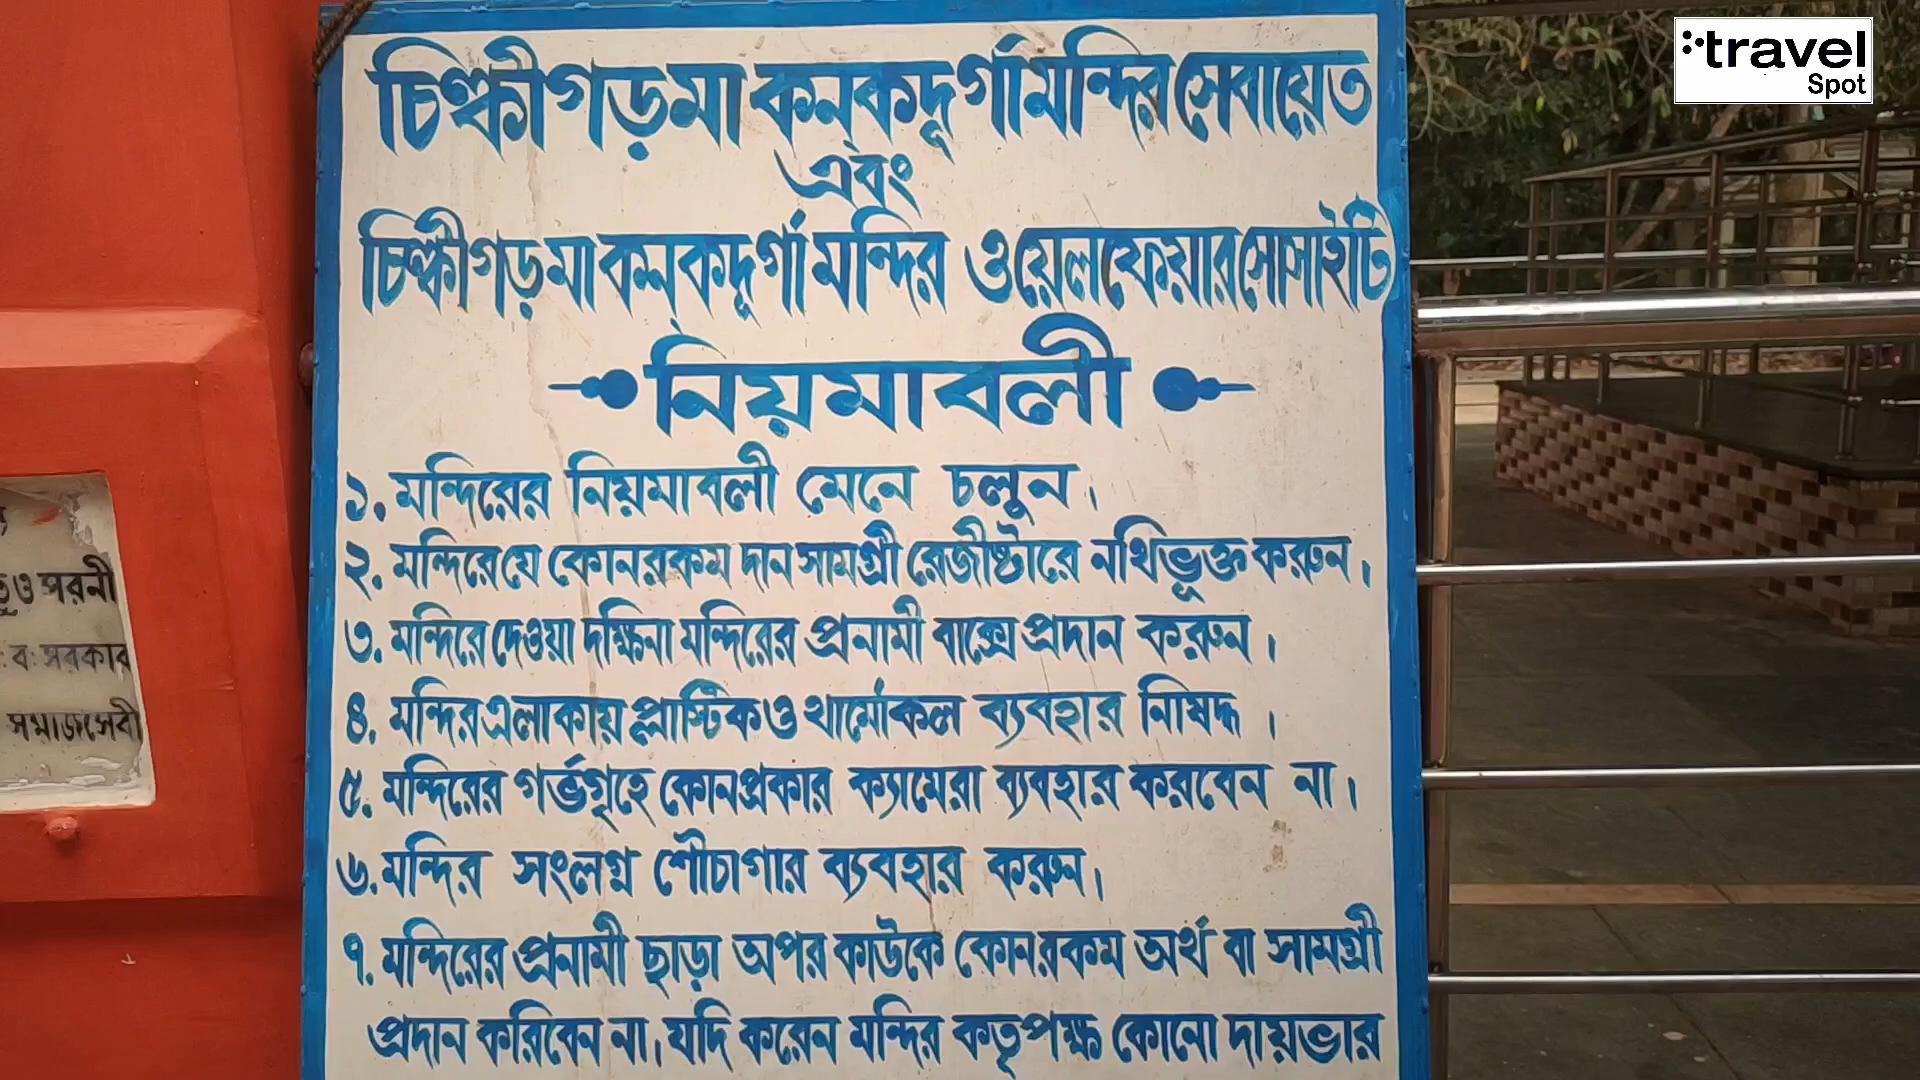 travel
Spot
চিল্কীগড় মা কনকদূর্গা মন্দির সেবায়েত
এবং
চিল্কীগড় মা কনকদূর্গা মন্দির ওয়েলফেয়ার সোসাইটি
নিয়মাবলী
১. মন্দিরের নিয়মাবলী মেনে চলুন।
২. মন্দিরে যে কোনরকম দান সামগ্রী রেজীষ্টারে নথিভূক্ত করুন।
৩. মন্দিরে দেওয়া দক্ষিনা মন্দিরের প্রনামী বাক্সে প্রদান করুন।
৪. মন্দির এলাকায় প্লাস্টিক ও থার্মোকল ব্যবহার নিষিদ্ধ।
৫. মন্দিরের গর্ভগৃহে কোনপ্রকার ক্যামেরা ব্যবহার করবেন না।
৬. মন্দির সংলগ্ন শৌচাগার ব্যবহার করুন।
৭. মন্দিরের প্রনামী ছাড়া অপর কাউকে কোনরকম অর্থ বা সামগ্রী
প্রদান করিবেন না। যদি করেন মন্দির কতৃপক্ষ কোনো দায়ভার
ও সরনী
ব: সরকার
সমাজসেবী